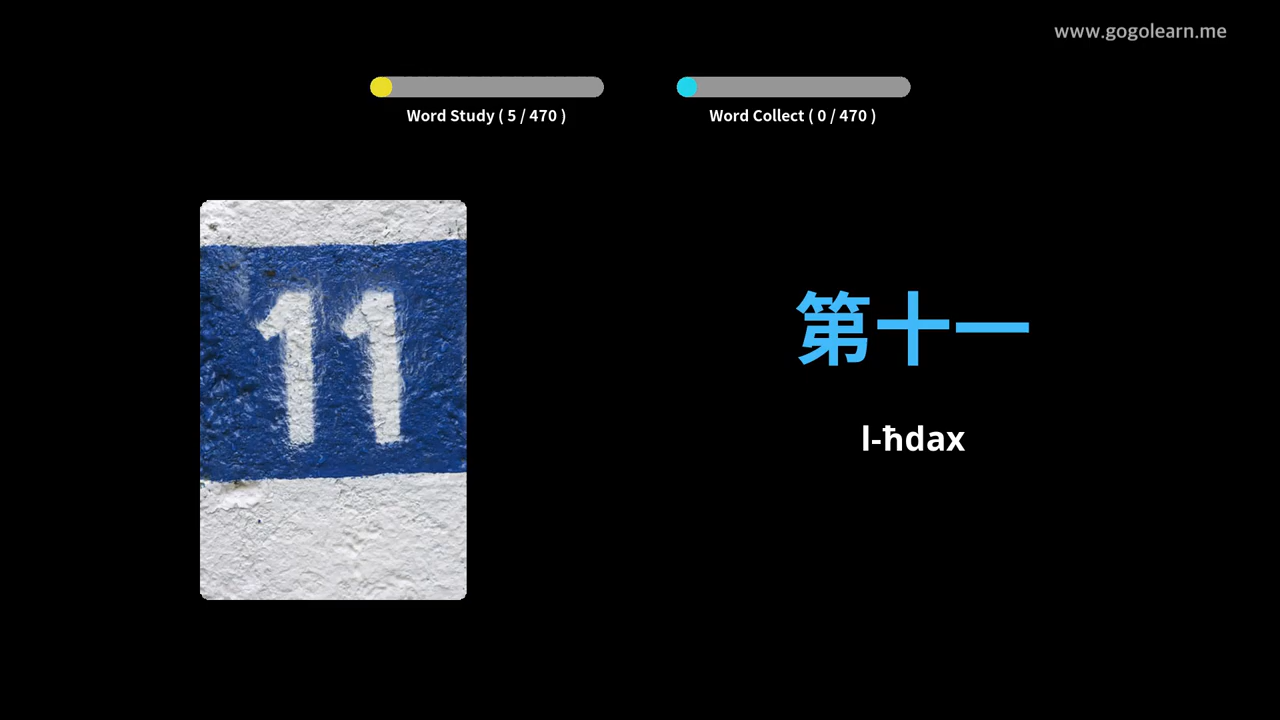 www.gogolearn.me
Word Study ( 5 / 470 )
Word Collect ( 0 / 470 )
11
第十一
l-ħdax